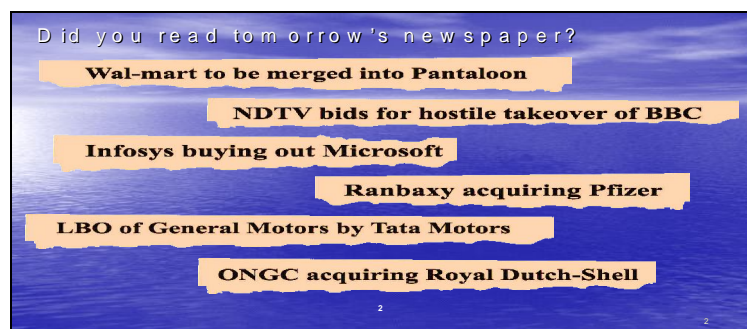 Did you read tomorrow's newspaper?
Wal-mart to be merged into Pantaloon
NDTV bids for hostile takeover of BBC
Infosys buying out Microsoft
Ranbaxy acquiring Pfizer
LBO of General Motors by Tata Motors
ONGC acquiring Royal Dutch-Shell
2
2